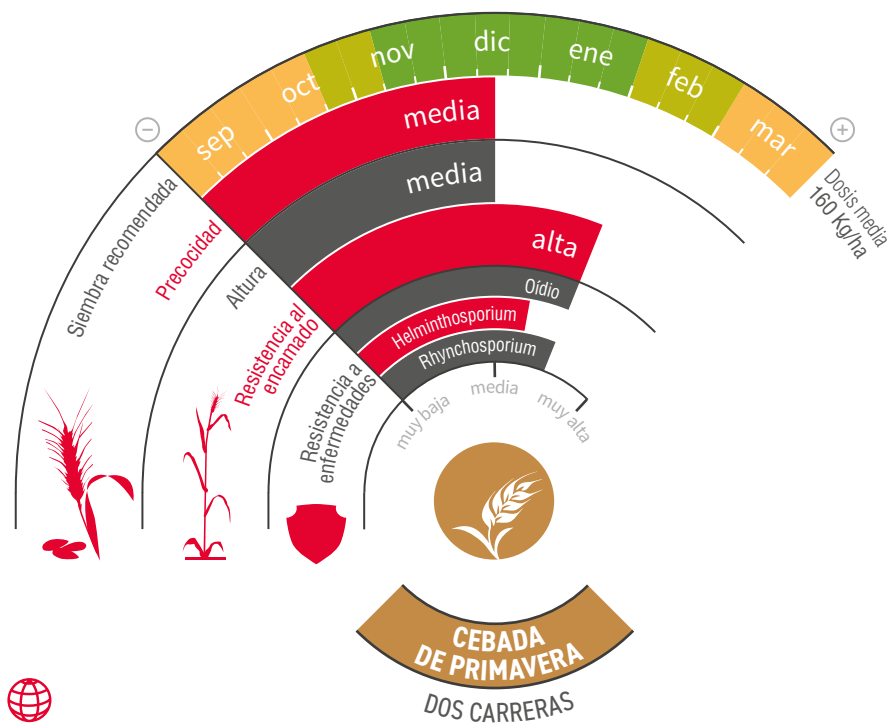 sep
oct
nov
dic
ene
feb
mar
−
+
Siembra recomendada
Dosis media
160 Kg/ha
Precocidad
media
Altura
media
Resistencia al
encamado
alta
Resistencia a
enfermedades
Oídio
Helminthosporium
Rhynchosporium
muy baja
media
muy alta
CEBADA
DE PRIMAVERA
DOS CARRERAS